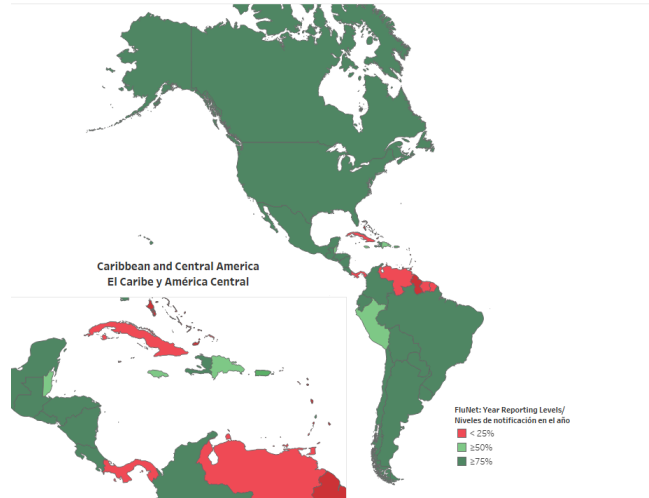 Caribbean and Central America
El Caribe y América Central
FluNet: Year Reporting Levels/
Niveles de notificación en el año
< 25%
≥50%
≥75%